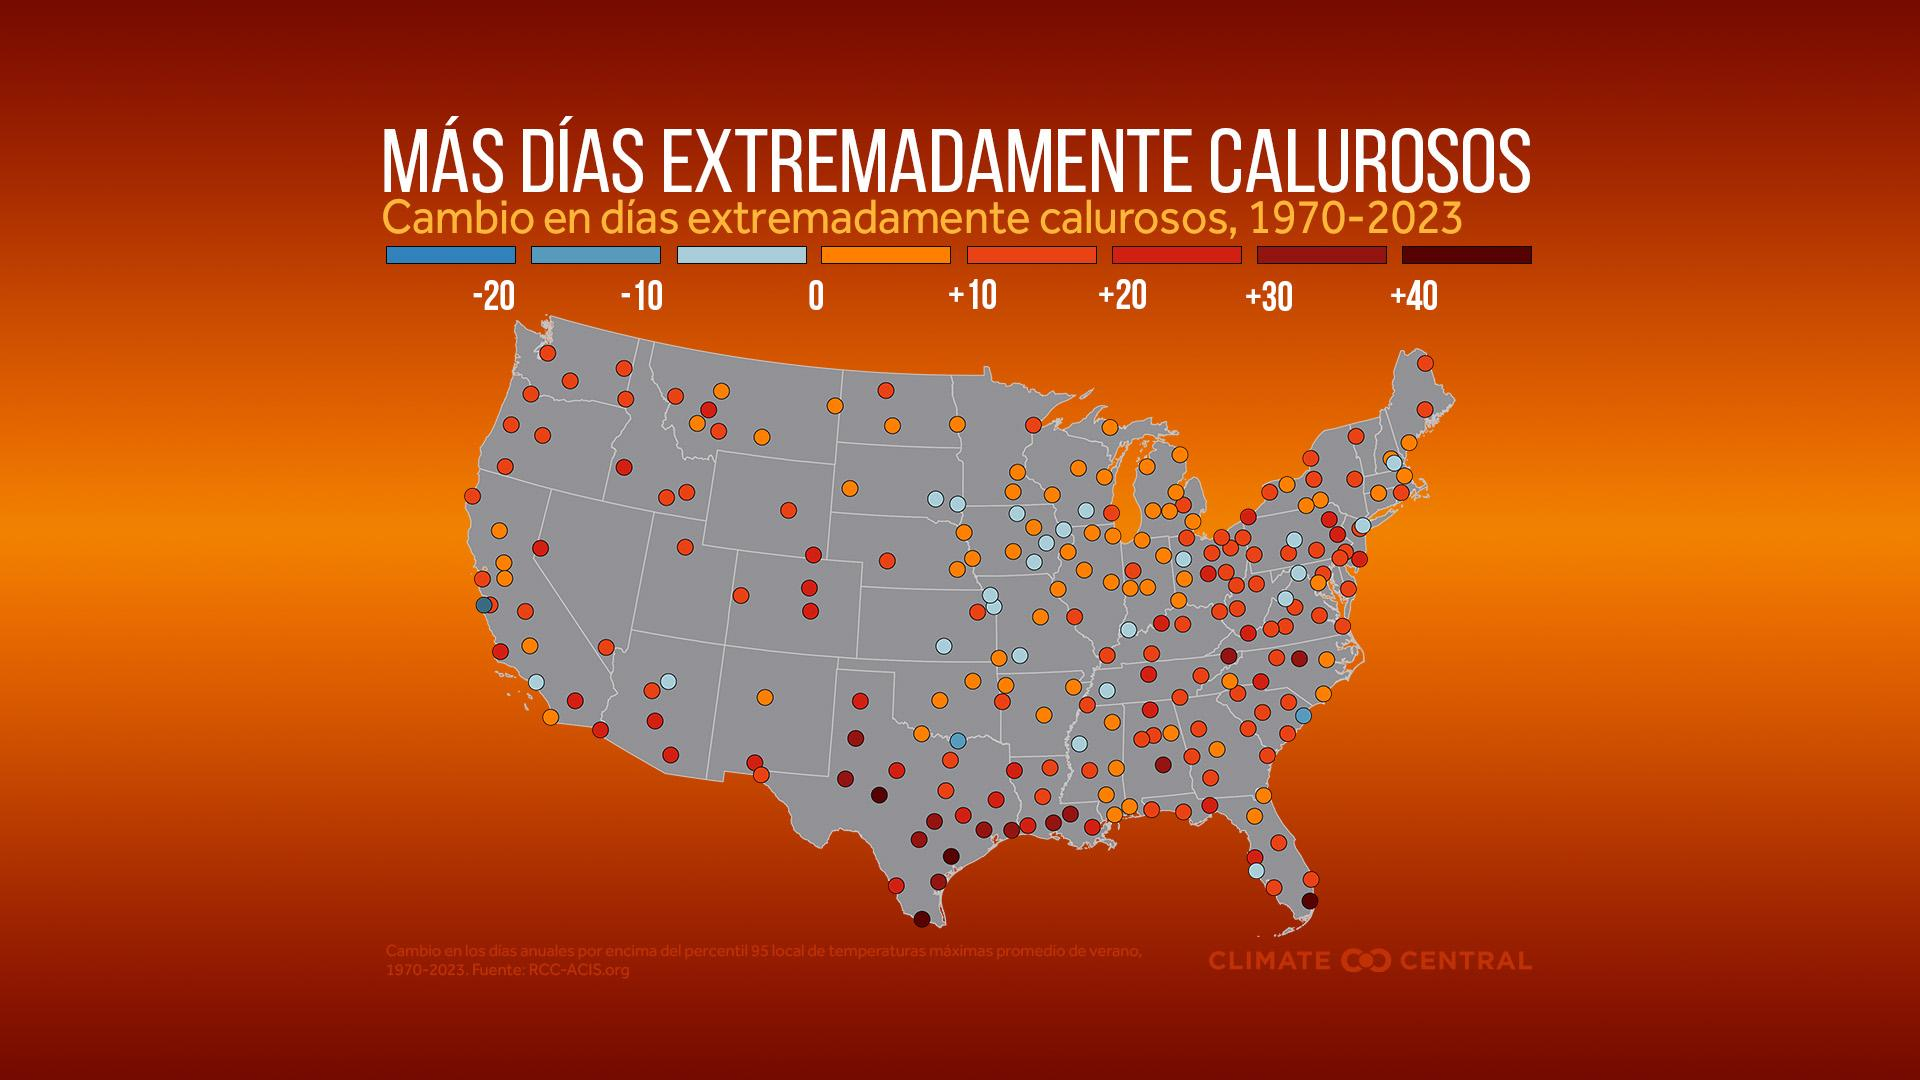 MÁS DÍAS EXTREMADAMENTE CALUROSOS
Cambio en días extremadamente calurosos, 1970-2023
-20 -10 0 +10 +20 +30 +40
Cambio en los días anuales por encima del percentil 95 local de temperaturas máximas promedio de verano,
1970-2023. Fuente: RCC-ACIS.org
CLIMATE CENTRAL